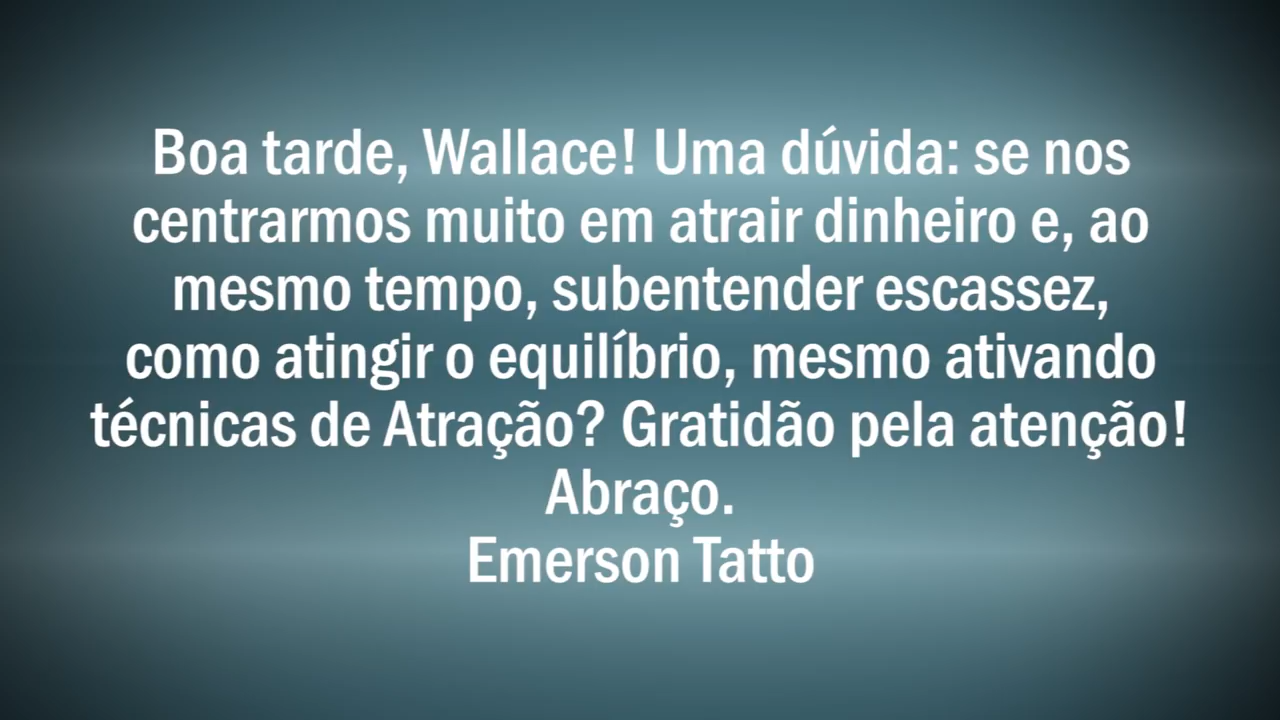 Boa tarde, Wallace! Uma dúvida: se nos
centrarmos muito em atrair dinheiro e, ao
mesmo tempo, subentender escassez,
como atingir o equilíbrio, mesmo ativando
técnicas de Atração? Gratidão pela atenção!
Abraço.
Emerson Tatto